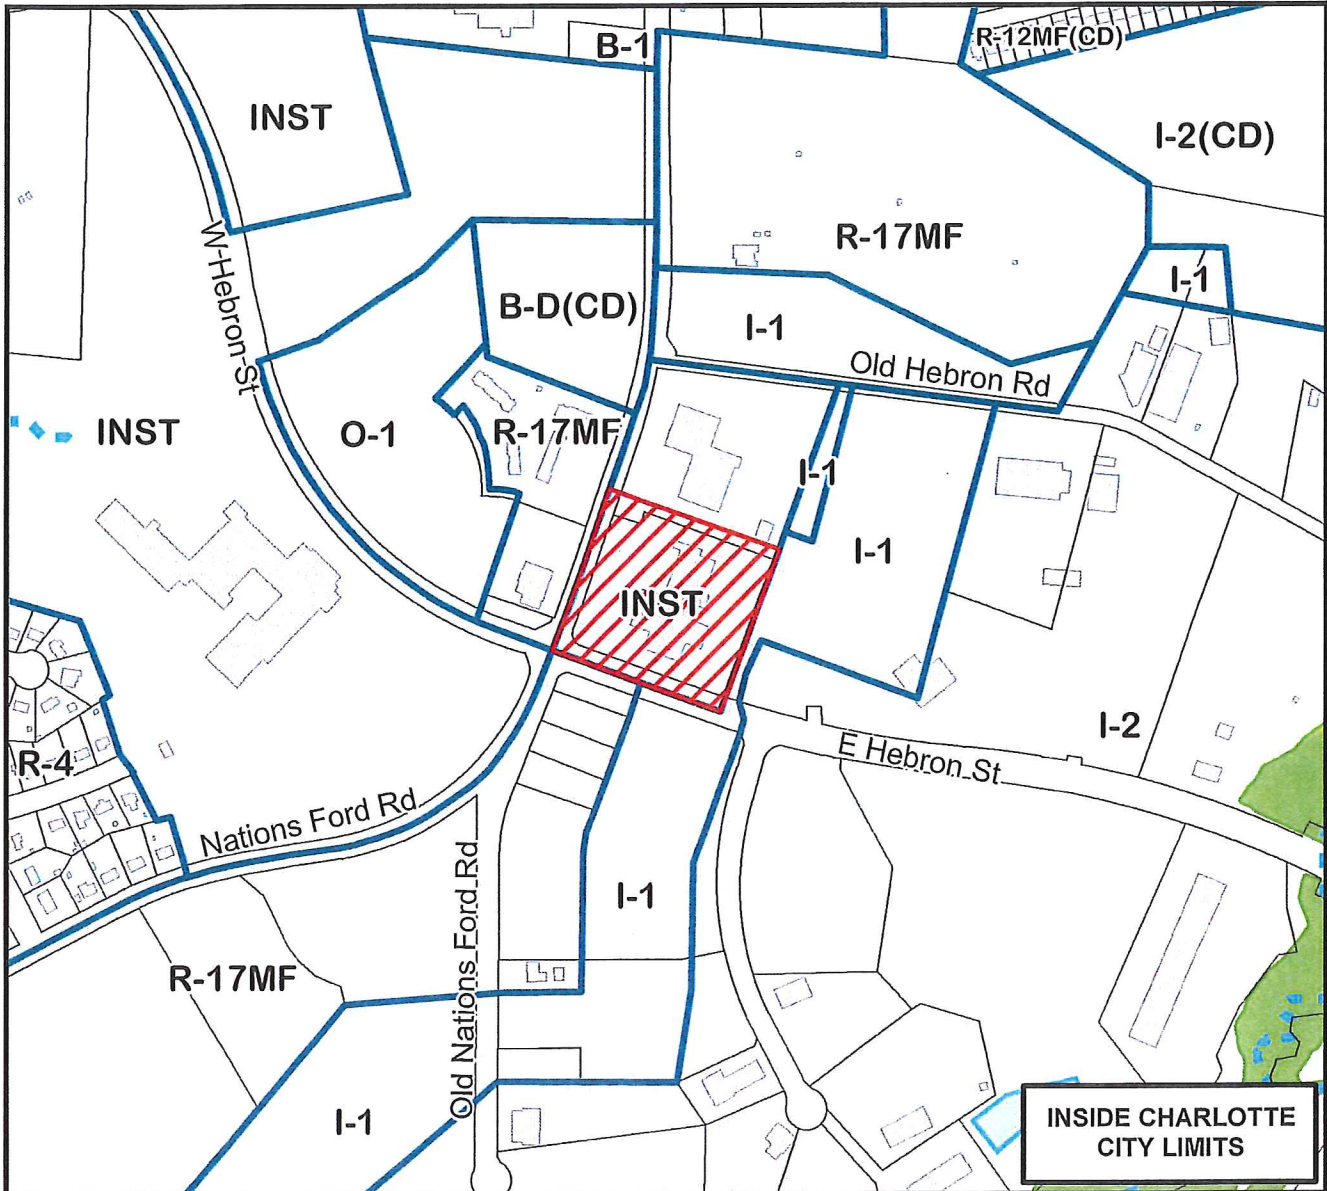 B-1
R-12MF(CD)
INST
I-2(CD)
R-17MF
W-Hebron-St
I-1
B-D(CD)
I-1
Old Hebron Rd
INST
O-1
R-17MF
I-1
I-1
INST
I-2
E Hebron St
R-4
Nations Ford Rd
I-1
Old Nations Ford Rd
R-17MF
I-1
INSIDE CHARLOTTE
CITY LIMITS